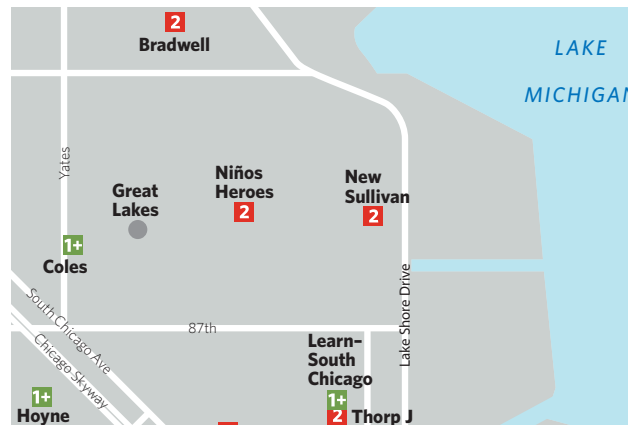 2
Bradwell
LAKE
MICHIGAN
Yates
Great
Lakes
Niños
Heroes
2
New
Sullivan
2
1+
Coles
South Chicago Ave
Chicago Skyway
87th
Lake Shore Drive
Learn–
South
Chicago
1+
2 Thorp J
1+
Hoyne